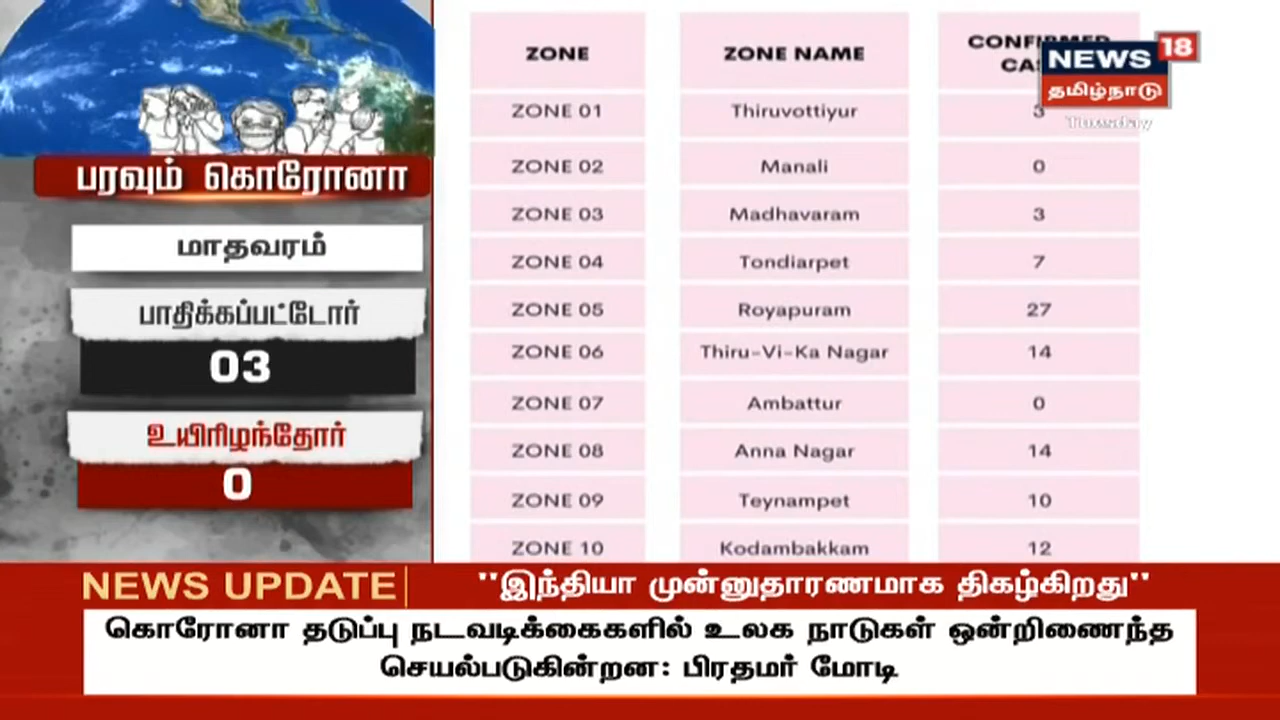 பரவும் கொரோனா
மாதவரம்
பாதிக்கப்பட்டோர்
03
உயிரிழந்தோர்
0
ZONE ZONE NAME CONFIRMED
ZONE 01 Thiruvottiyur 3
ZONE 02 Manali 0
ZONE 03 Madhavaram 3
ZONE 04 Tondiarpet 7
ZONE 05 Royapuram 27
ZONE 06 Thiru-Vi-Ka Nagar 14
ZONE 07 Ambattur 0
ZONE 08 Anna Nagar 14
ZONE 09 Teynampet 10
ZONE 10 Kodambakkam 12
NEWS 18
தமிழ்நாடு
Tuesday
NEWS UPDATE "இந்தியா முன்னுதாரணமாக திகழ்கிறது"
கொரோனா தடுப்பு நடவடிக்கைகளில் உலக நாடுகள் ஒன்றிணைந்த
செயல்படுகின்றன: பிரதமர் மோடி